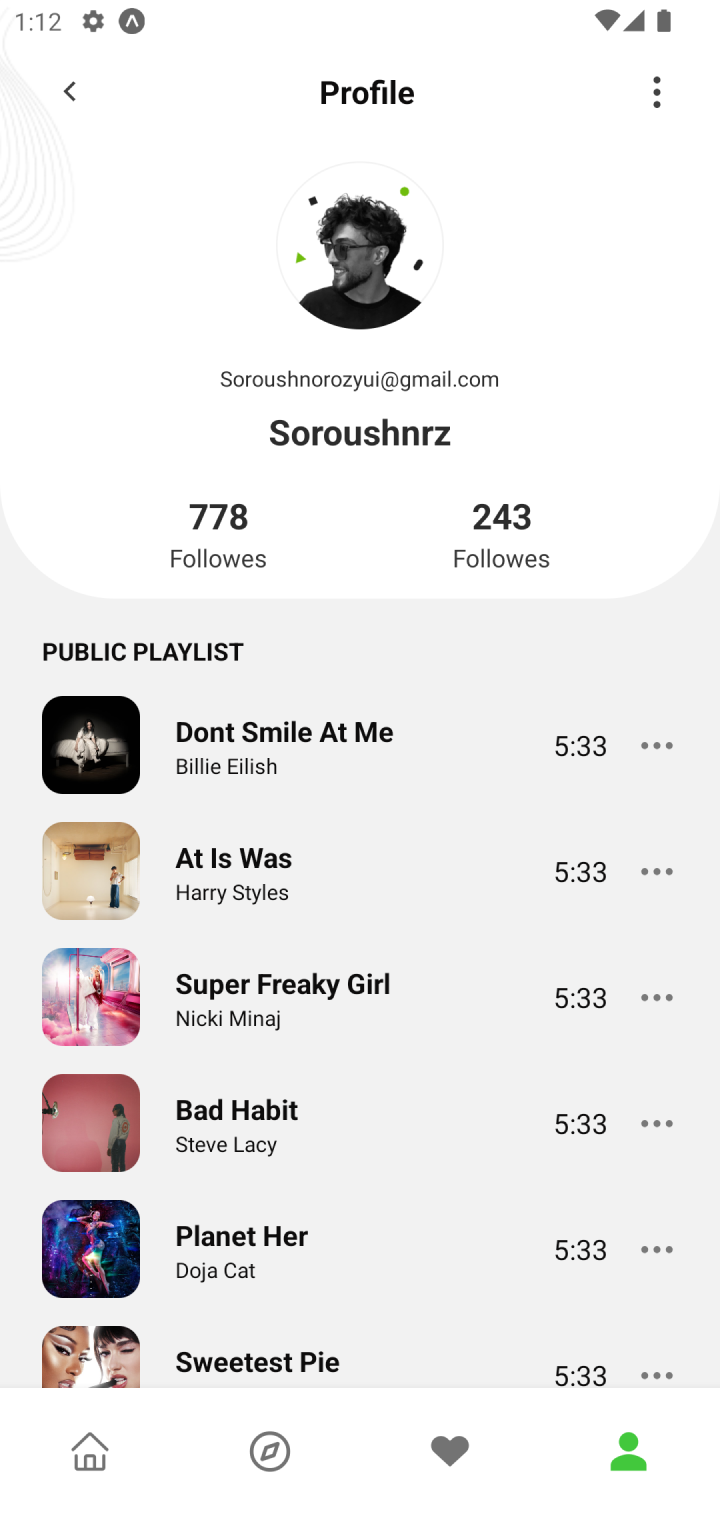 1:12
Profile
Soroushnorozyui@gmail.com
Soroushnrz
778 243
Followes Followes
PUBLIC PLAYLIST
Dont Smile At Me
Billie Eilish
5:33
At Is Was
Harry Styles
5:33
Super Freaky Girl
Nicki Minaj
5:33
Bad Habit
Steve Lacy
5:33
Planet Her
Doja Cat
5:33
Sweetest Pie
5:33